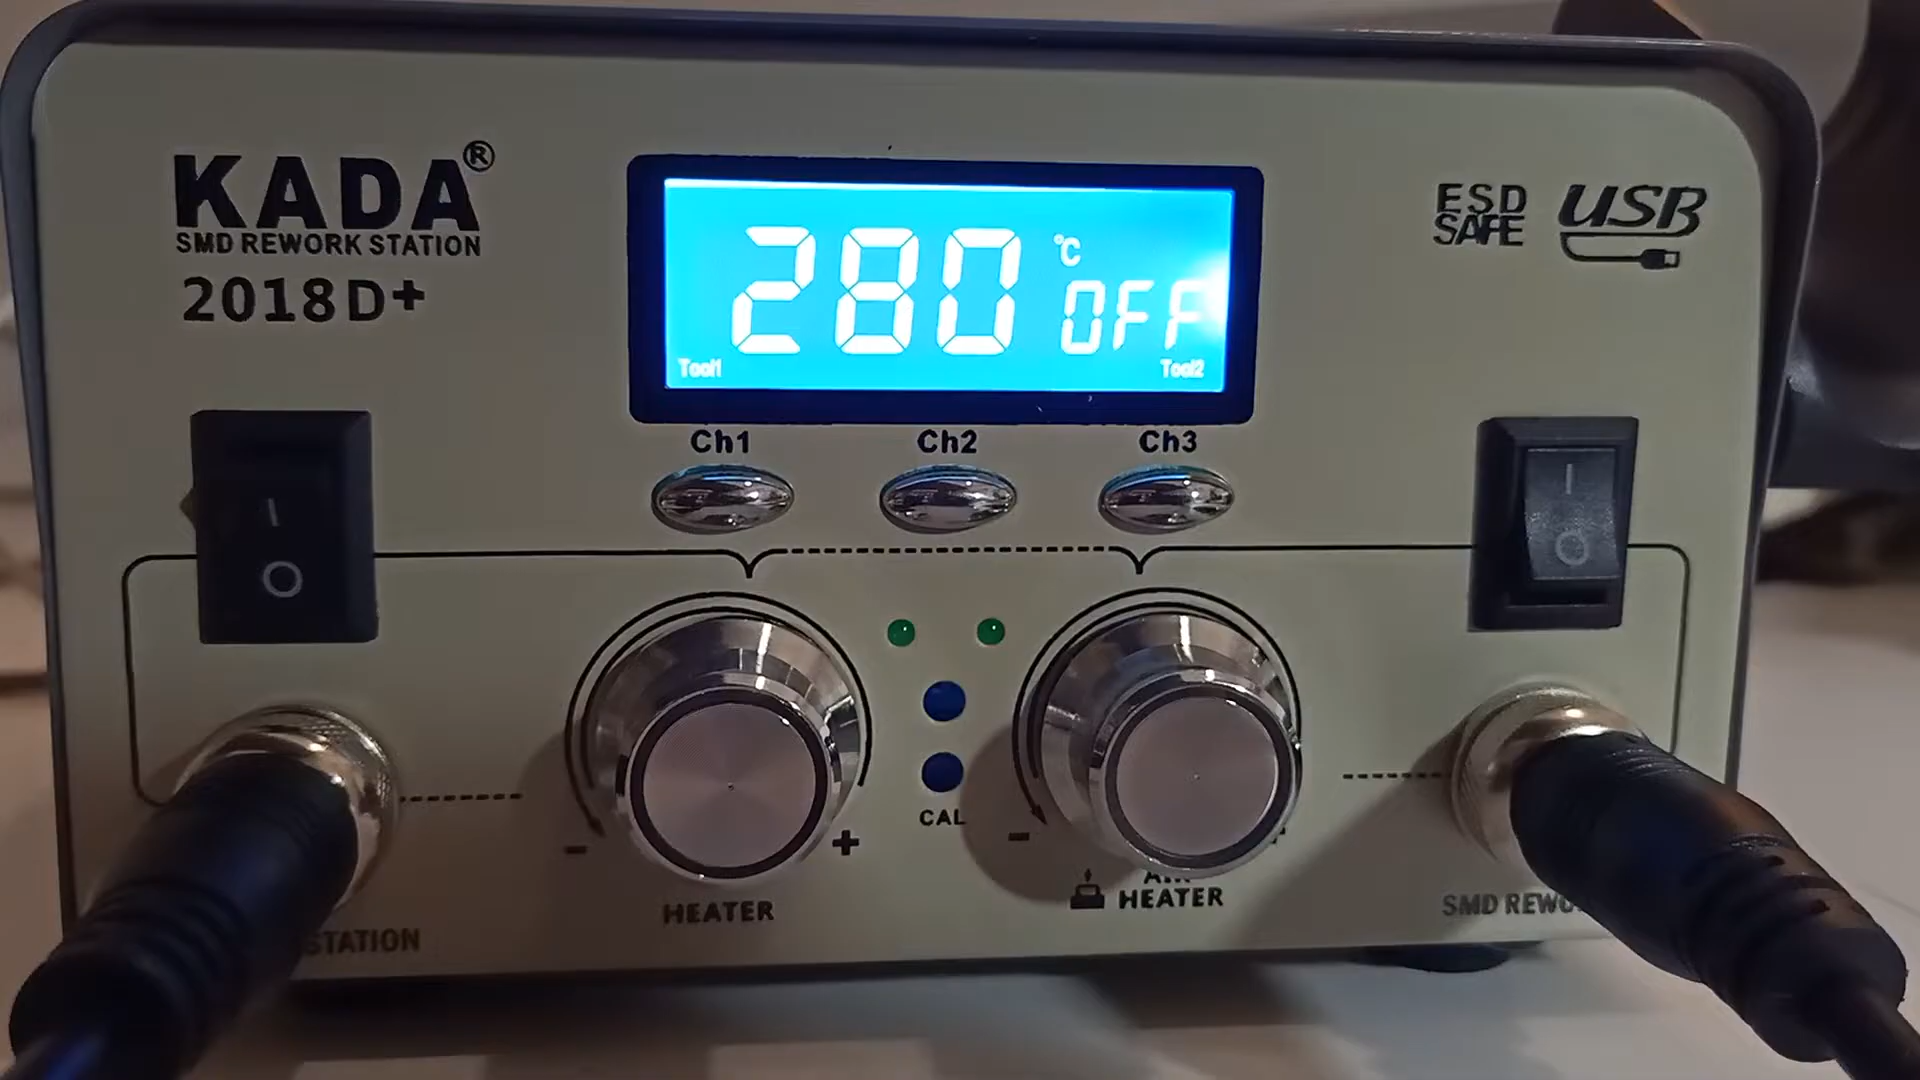 KADA®
SMD REWORK STATION
2018D+
280 °C OFF
Tool1 Tool2
ESD SAFE
USB
Ch1 Ch2 Ch3
I
O
I
O
CAL
- +
-
HEATER
HEATER
STATION
SMD